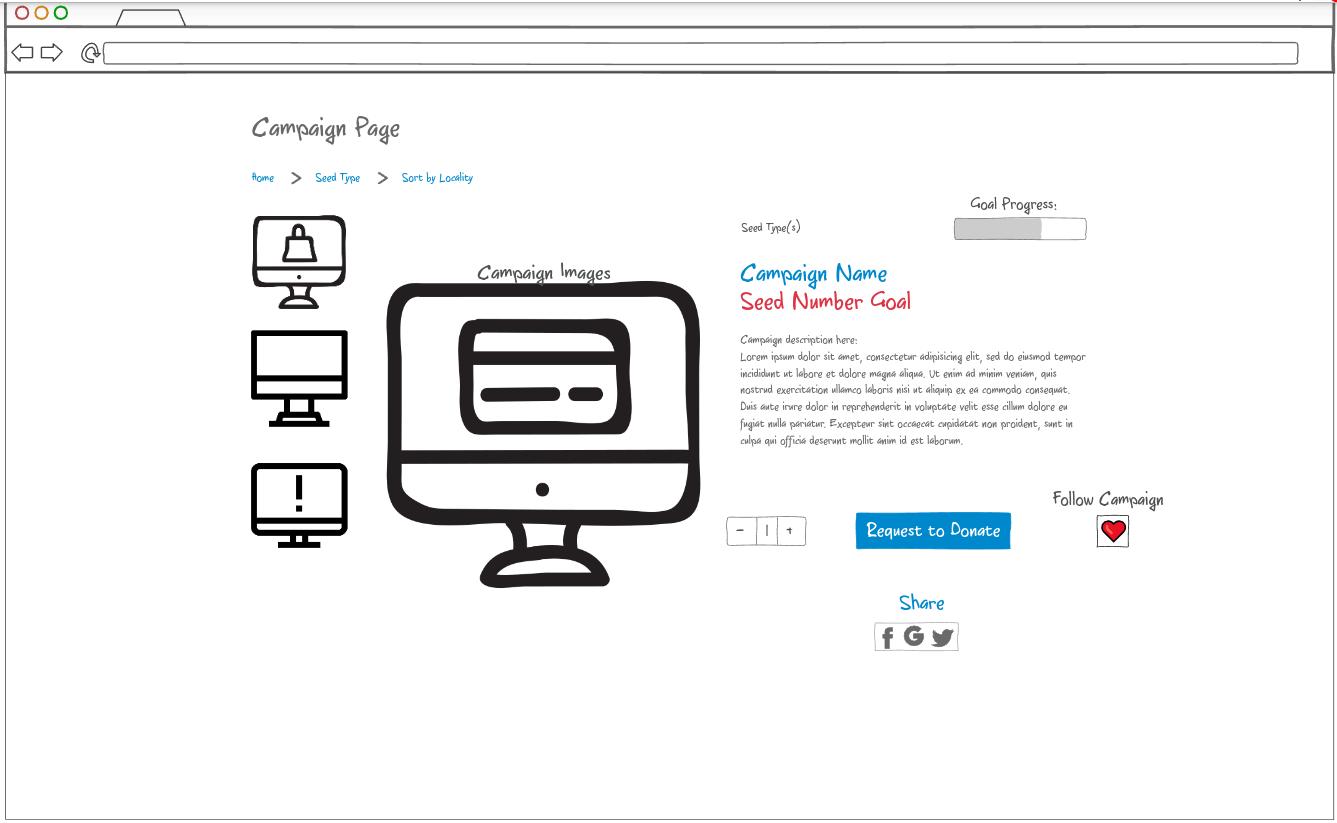 Campaign Page
Home > Seed Type > Sort by Locality
Goal Progress:
Seed Type(s)
Campaign Images
Campaign Name
Seed Number Goal
Campaign description here:
Lorem ipsum dolor sit amet, consectetur adipisicing elit, sed do eiusmod tempor
incididunt ut labore et dolore magna aliqua. Ut enim ad minim veniam, quis
nostrud exercitation ullamco laboris nisi ut aliquip ex ea commodo consequat.
Duis aute irure dolor in reprehenderit in voluptate velit esse cillum dolore eu
fugiat nulla pariatur. Excepteur sint occaecat cupidatat non proident, sunt in
culpa qui officia deserunt mollit anim id est laborum.
Follow Campaign
- 1 +
Request to Donate
Share